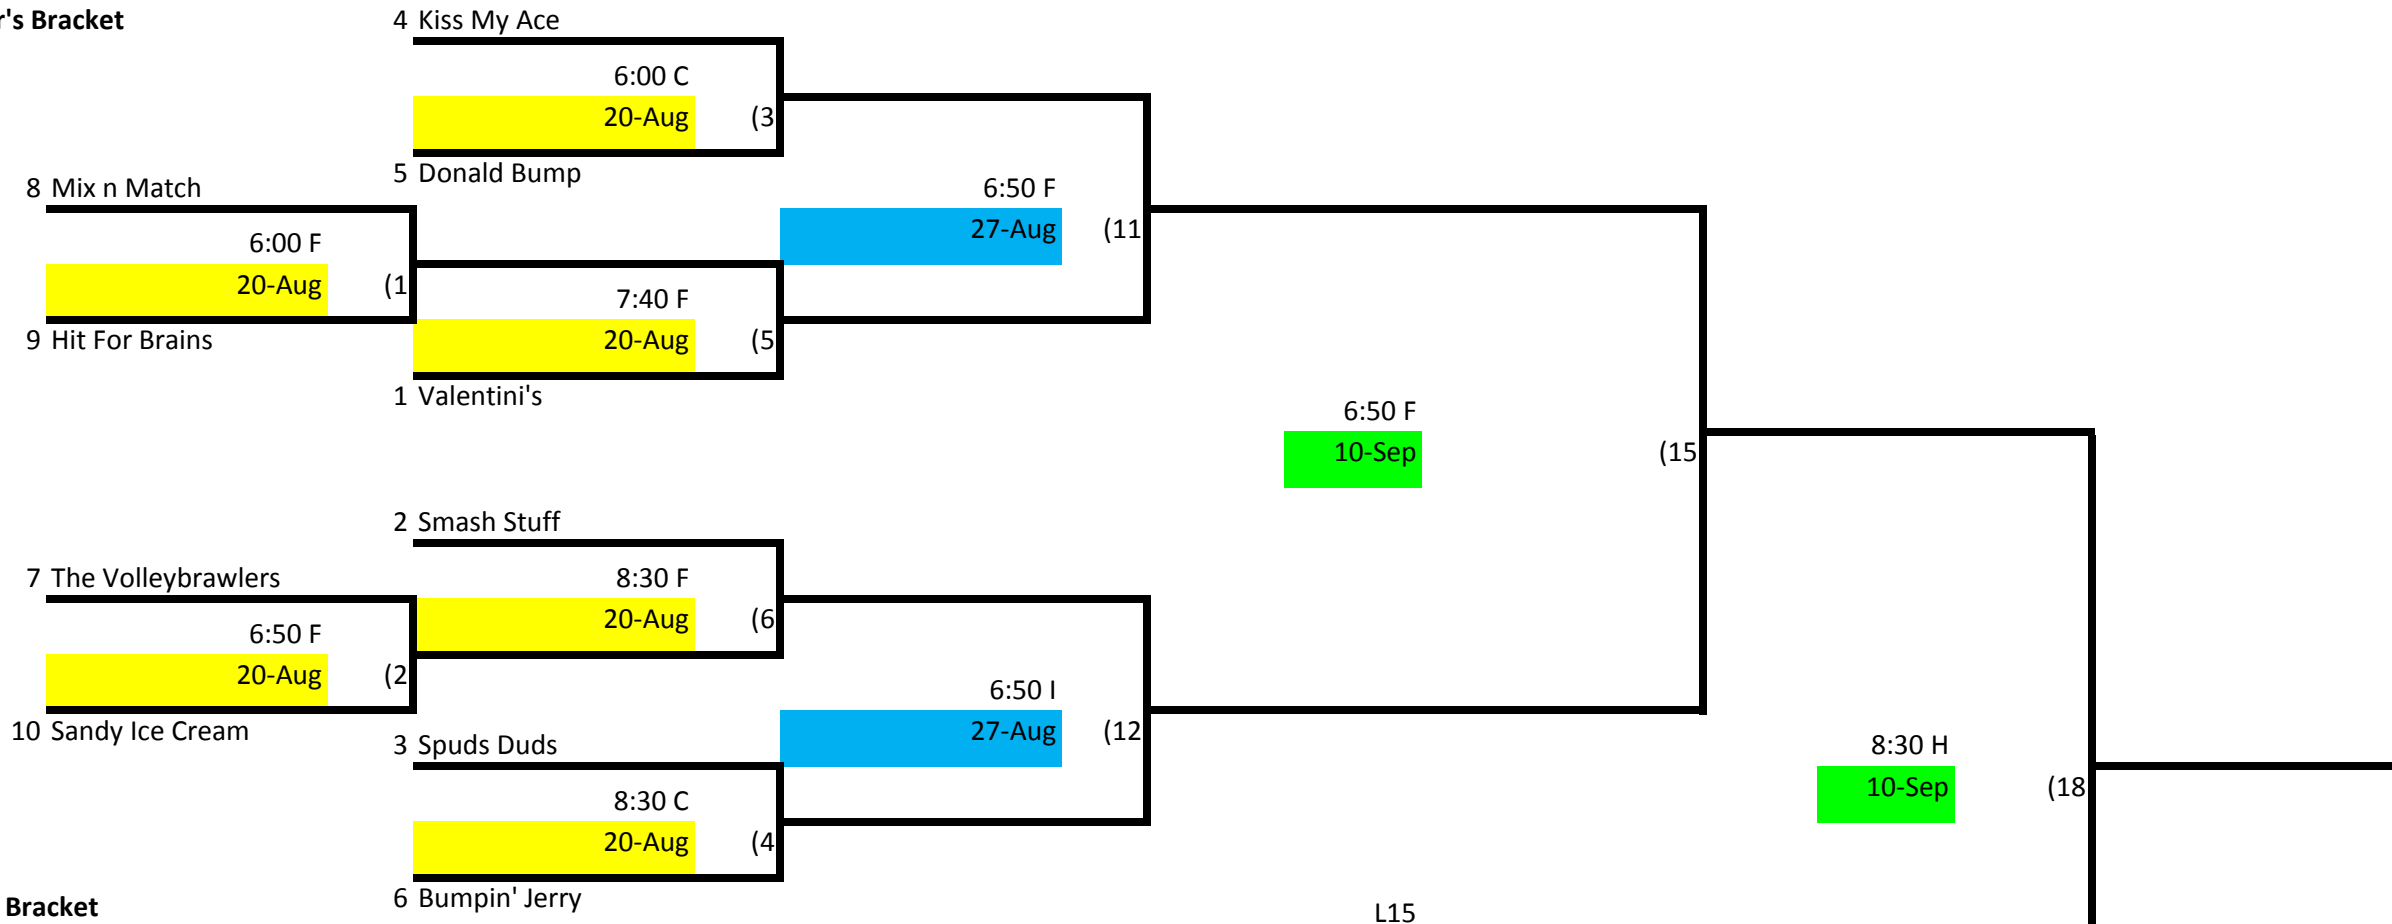 r's Bracket
4 Kiss My Ace
6:00 C
20-Aug (3
5 Donald Bump
8 Mix n Match
6:00 F
20-Aug (1
9 Hit For Brains
6:50 F
27-Aug (11
7:40 F
20-Aug (5
1 Valentini's
6:50 F
10-Sep (15
2 Smash Stuff
7 The Volleybrawlers
8:30 F
20-Aug (6
6:50 F
20-Aug (2
10 Sandy Ice Cream
6:50 I
27-Aug (12
3 Spuds Duds
8:30 H
10-Sep (18
8:30 C
20-Aug (4
6 Bumpin' Jerry
Bracket
L15